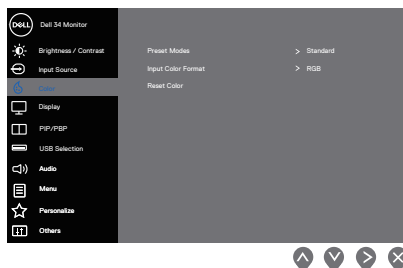 DELL
Dell 34 Monitor
Brightness / Contrast
Input Source
Color
Display
PIP/PBP
USB Selection
Audio
Menu
Personalize
Others
Preset Modes > Standard
Input Color Format > RGB
Reset Color